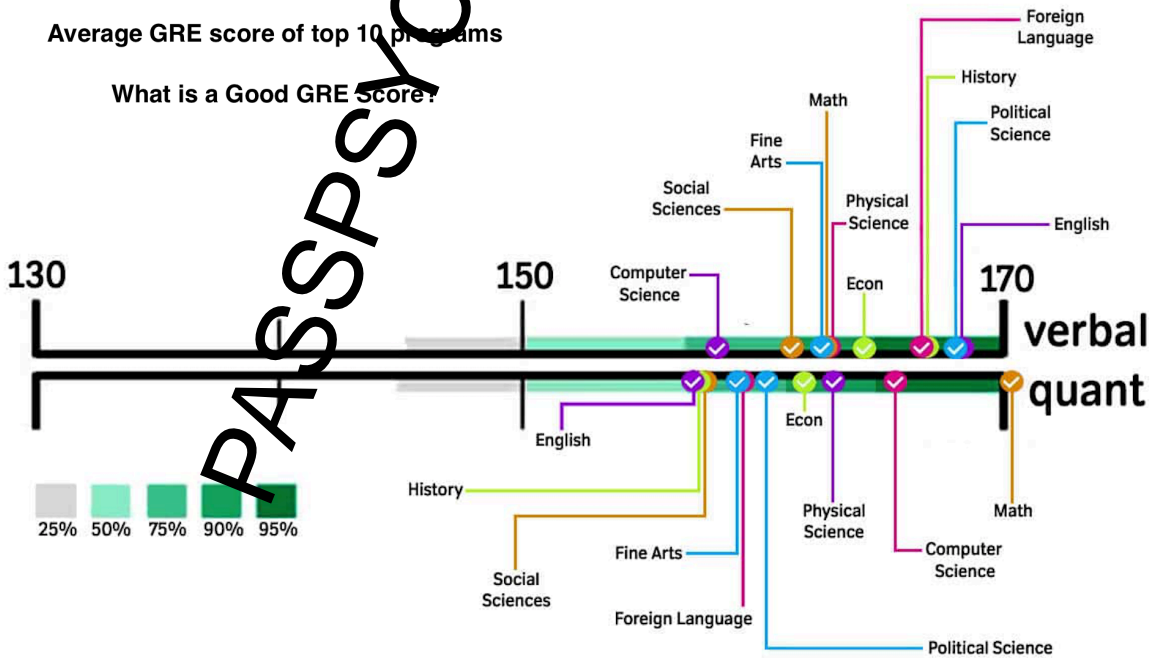 Average GRE score of top 10 programs
What is a Good GRE Score?
PASSPSYO
Foreign
Language
History
Political
Science
Math
Fine
Arts
Social
Sciences
Physical
Science
English
Computer
Science
Econ
130
150
170
verbal
quant
English
Econ
History
Physical
Science
Math
25%
50%
75%
90%
95%
Fine Arts
Computer
Science
Social
Sciences
Foreign Language
Political Science